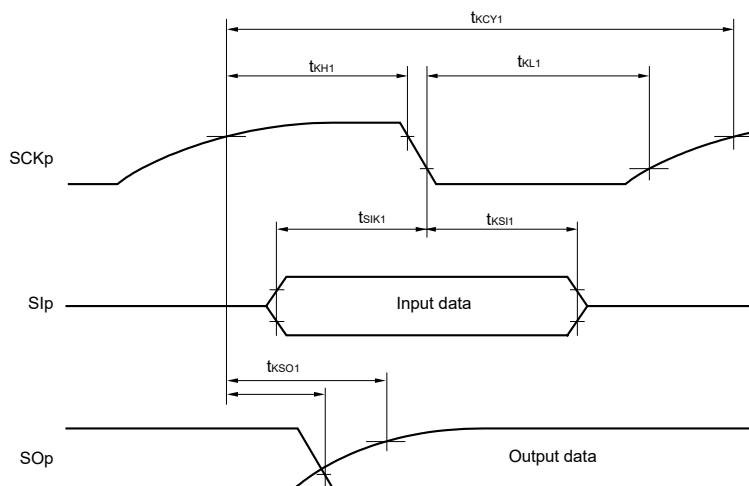 tKCY1
tKH1
tKL1
SCKp
tSIK1
tKSI1
SIp
Input data
tKSO1
SOp
Output data